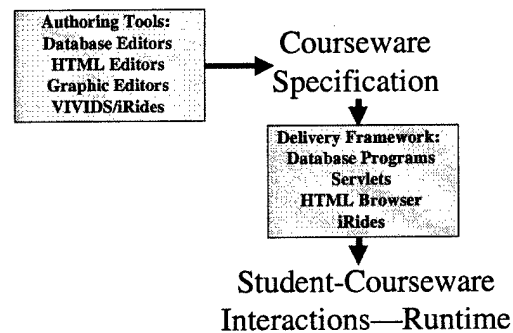 Authoring Tools:
Database Editors
HTML Editors
Graphic Editors
VIVIDS/iRides
Courseware
Specification
Delivery Framework:
Database Programs
Servlets
HTML Browser
iRides
Student-Courseware
Interactions—Runtime